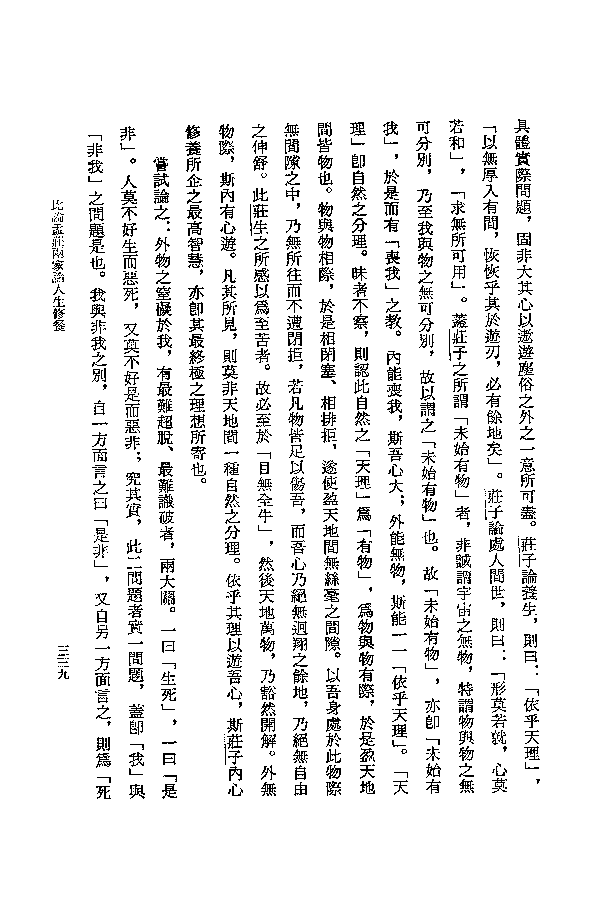 具體實際問題，固非大其心以遨遊塵俗之外之一意所可盡。莊子論養生，則曰：「依乎天理」，
「以無厚入有間，恢恢乎其於遊刃，必有餘地矣」。莊子論處人間世，則曰：「形莫若就，心莫
若和」，「求無所可用」。蓋莊子之所謂「未始有物」者，非誠謂宇宙之無物，特謂物與物之無
可分別，乃至我與物之無可分別，故以謂之「未始有物」也。故「未始有物」，亦卽「未始有
我」，於是而有「喪我」之教。內能喪我，斯吾心大；外能無物，斯能一一「依乎天理」。「天
理」卽自然之分理。昧者不察，則認此自然之「天理」爲「有物」，爲物與物有際，於是盈天地
間皆物也。物與物相際，於是相閉塞、相排拒，遂使盈天地間無絲毫之間隙。以吾身處於此物際
無間隙之中，乃無所往而不遭閉拒，若凡物皆足以傷吾，而吾心乃絕無迴翔之餘地，乃絕無自由
之伸舒。此莊生之所感以爲至苦者。故必至於「目無全牛」，然後天地萬物，乃豁然開解。外無
物際，斯內有心遊。凡其所見，則莫非天地間一種自然之分理。依乎其理以遊吾心，斯莊子內心
修養所企之最高智慧，亦卽其最終極之理想所寄也。
嘗試論之：外物之窒礙於我，有最難超脫、最難識破者，兩大關。一曰「生死」，一曰「是
非」。人莫不好生而惡死，又莫不好是而惡非；究其實，此二問題者實一問題，蓋卽「我」與
「非我」之問題是也。我與非我之別，自一方面言之曰「是非」，又自另一方面言之，則爲「死
比論孟莊兩家論人生修養
三三九